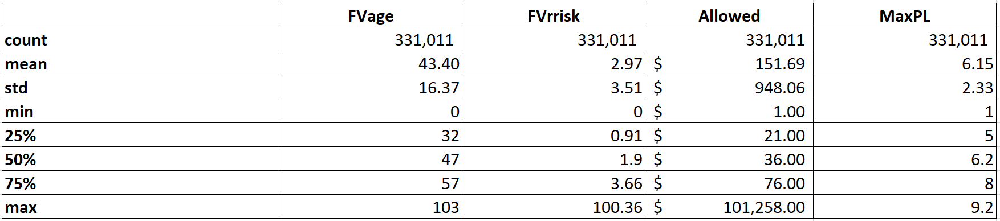 FVage FVrrisk Allowed MaxPL
count 331,011 331,011 331,011 331,011
mean 43.40 2.97 $ 151.69 6.15
std 16.37 3.51 $ 948.06 2.33
min 0 0 $ 1.00 1
25% 32 0.91 $ 21.00 5
50% 47 1.9 $ 36.00 6.2
75% 57 3.66 $ 76.00 8
max 103 100.36 $ 101,258.00 9.2